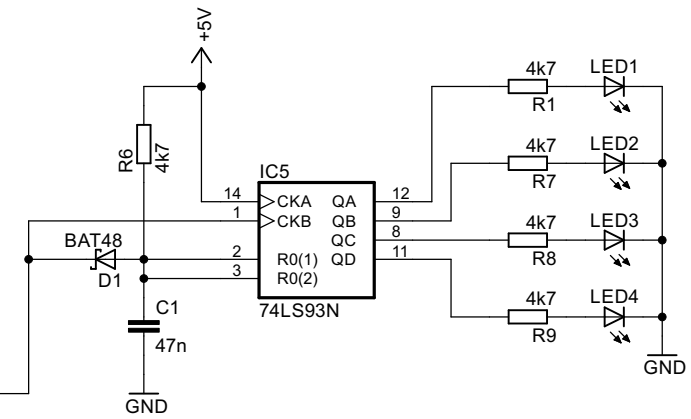 +5V
4k7
LED1
R1
R6
4k7
4k7
LED2
R7
IC5
14
CKA
QA
12
1
CKB
QB
9
QC
8
4k7
LED3
R8
BAT48
D1
2
R0(1)
QD
11
3
R0(2)
74LS93N
4k7
LED4
R9
C1
47n
GND
GND